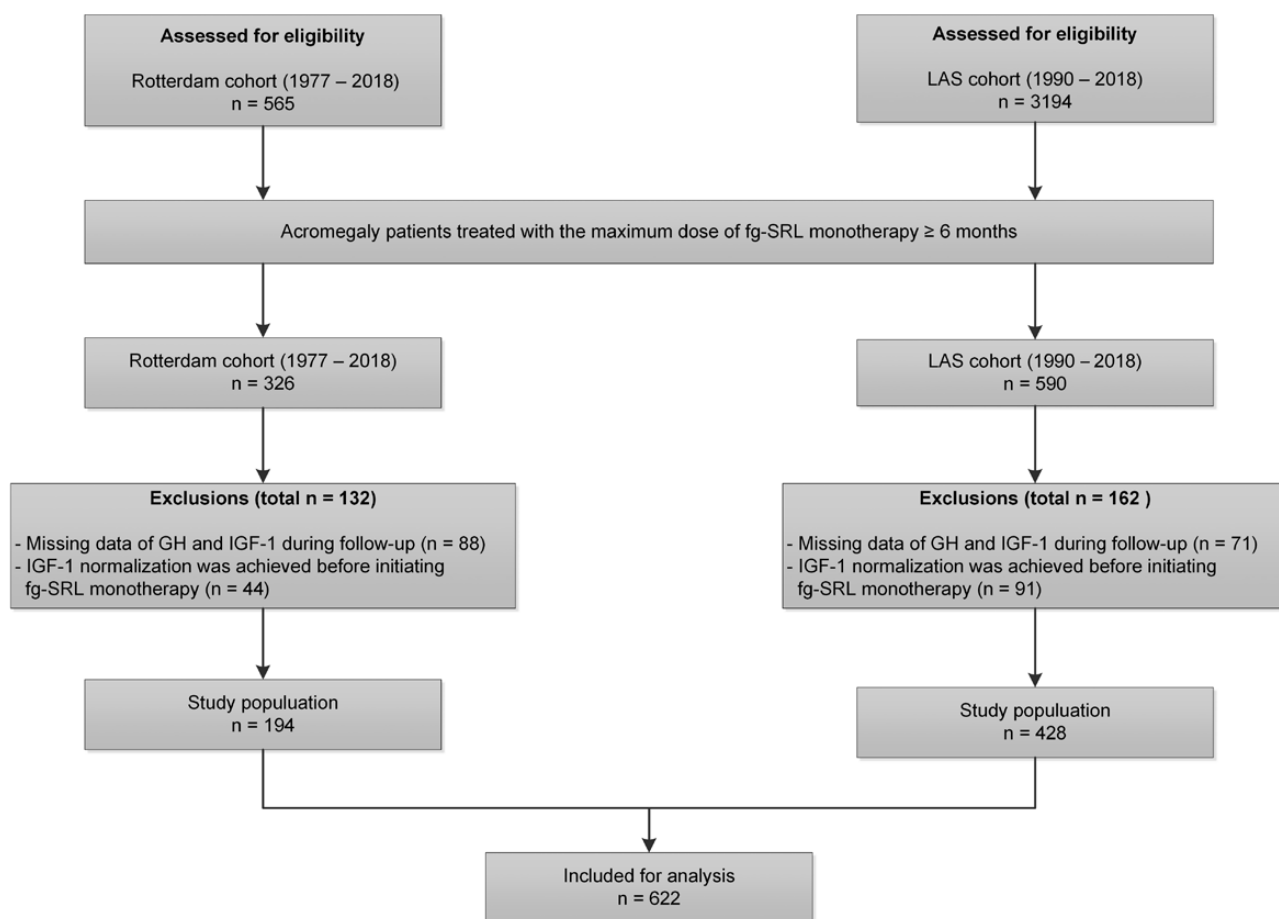 Assessed for eligibility
Rotterdam cohort (1977 – 2018)
n = 565
Assessed for eligibility
LAS cohort (1990 – 2018)
n = 3194
Acromegaly patients treated with the maximum dose of fg-SRL monotherapy ≥ 6 months
Rotterdam cohort (1977 – 2018)
n = 326
LAS cohort (1990 – 2018)
n = 590
Exclusions (total n = 132)
- Missing data of GH and IGF-1 during follow-up (n = 88)
- IGF-1 normalization was achieved before initiating
fg-SRL monotherapy (n = 44)
Exclusions (total n = 162 )
- Missing data of GH and IGF-1 during follow-up (n = 71)
- IGF-1 normalization was achieved before initiating
fg-SRL monotherapy (n = 91)
Study populuation
n = 194
Study populuation
n = 428
Included for analysis
n = 622